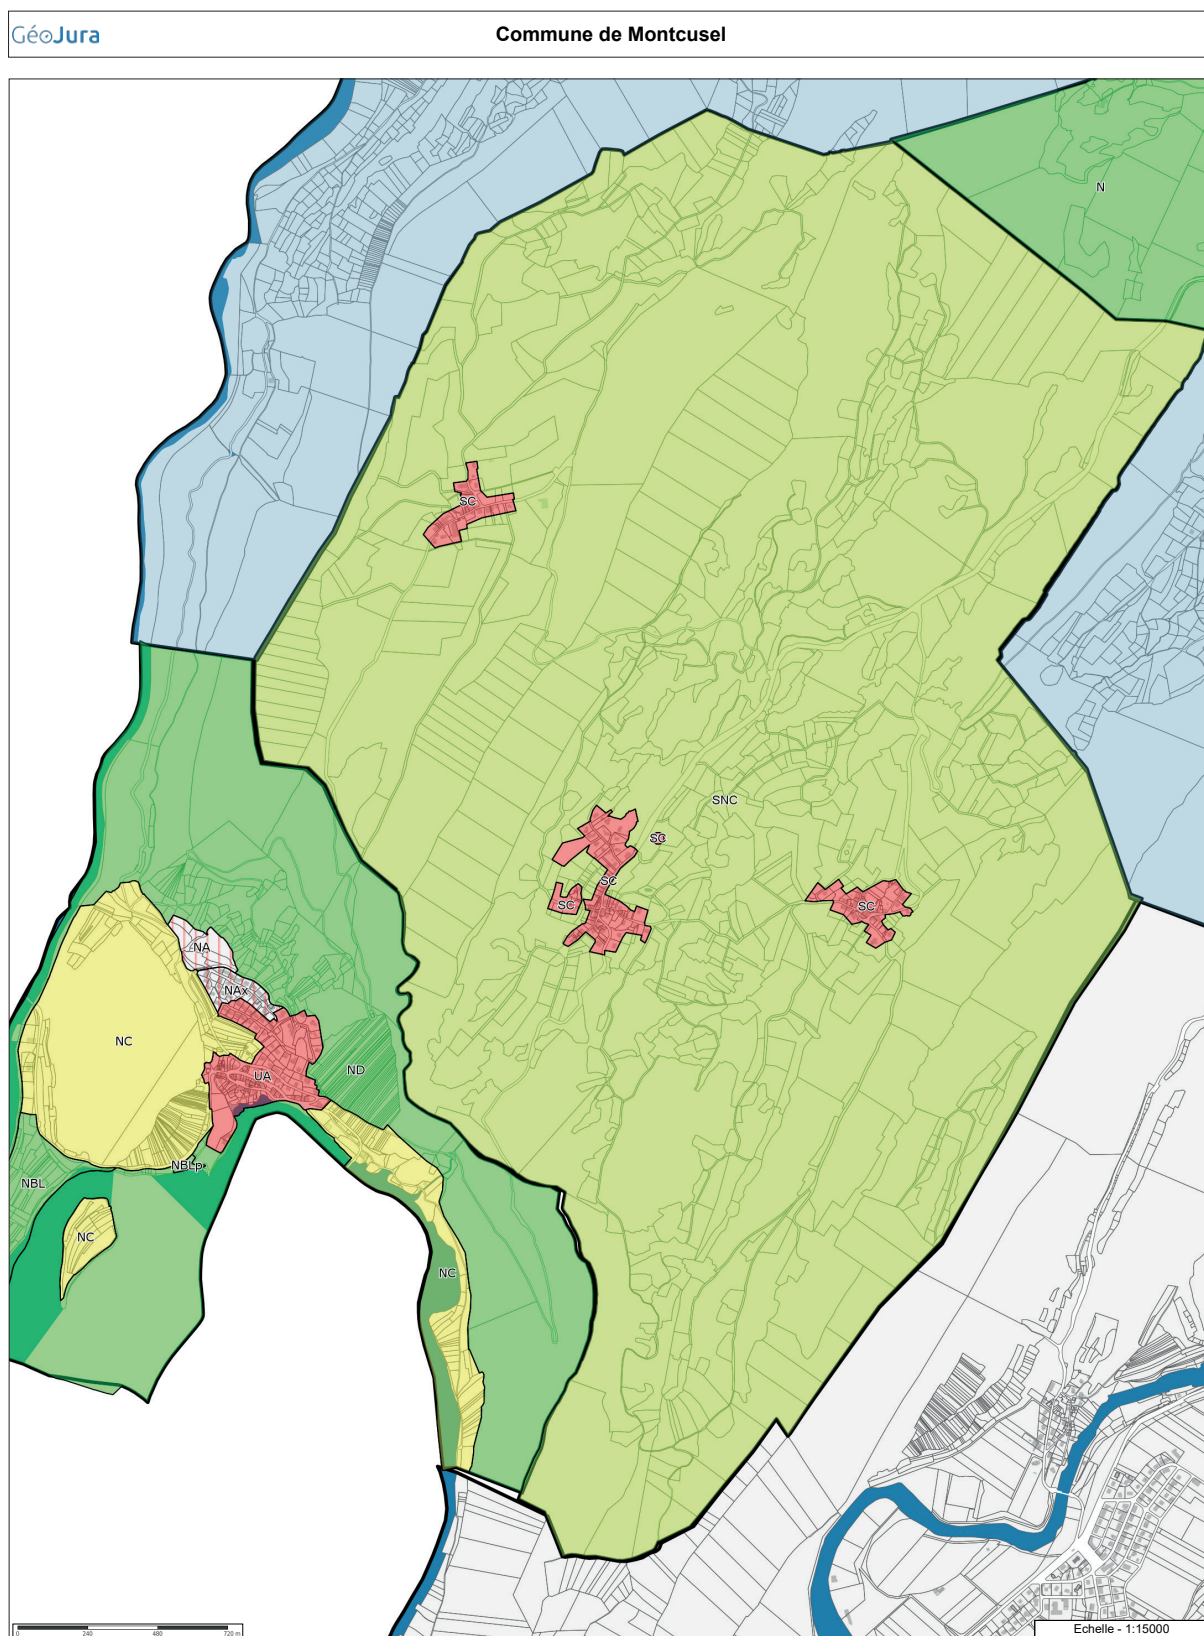 GéoJura
Commune de Montcusel
N
SC
SNC
SC
SC
SC
SC
NA
NAx
NC
ND
UA
NBLp
NBL
NC
NC
0 240 480 720 m
Echelle - 1:15000